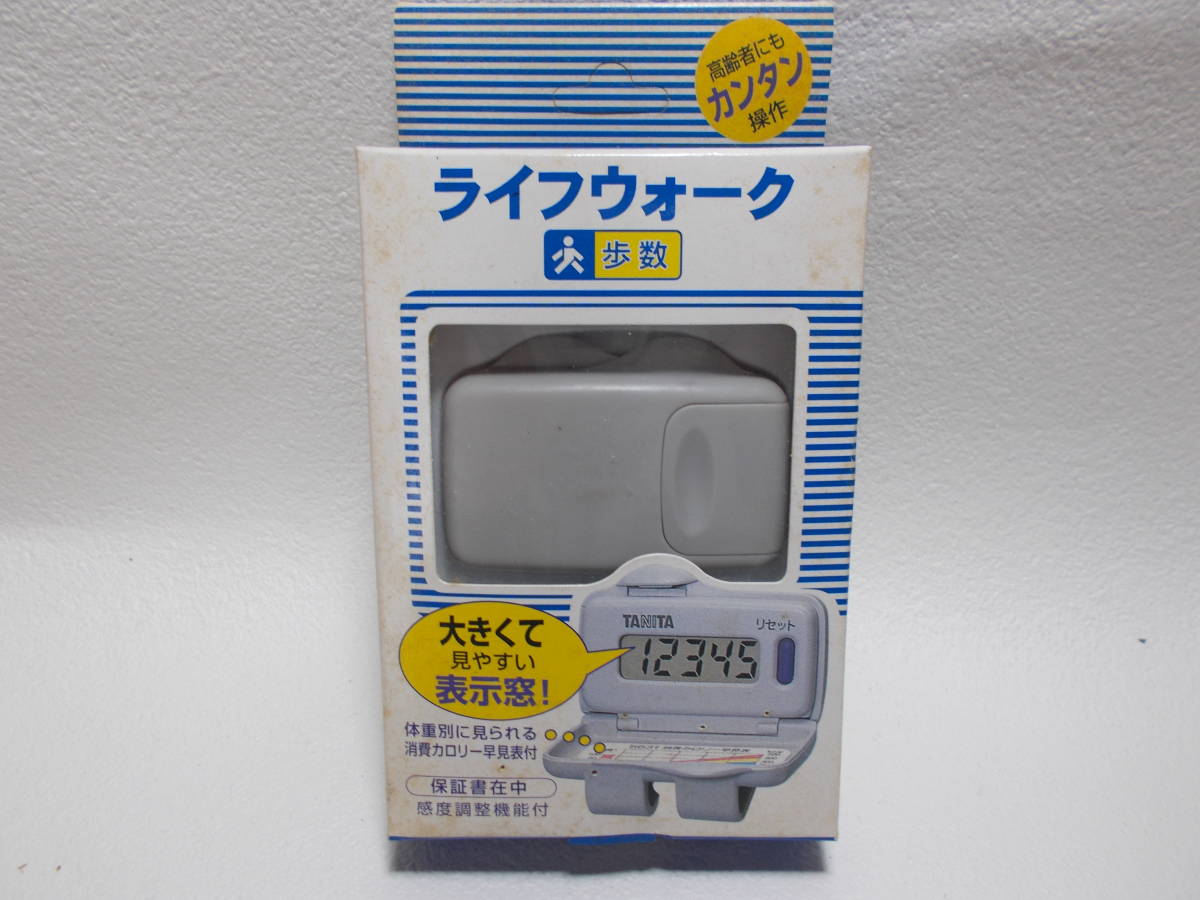 高齢者にも
カンタン
操作
ライフウォーク
歩数
TANITA
リセット
12345
大きくて
見やすい
表示窓!
体重別に見られる
消費カロリー早見表付
保証書在中
感度調整機能付